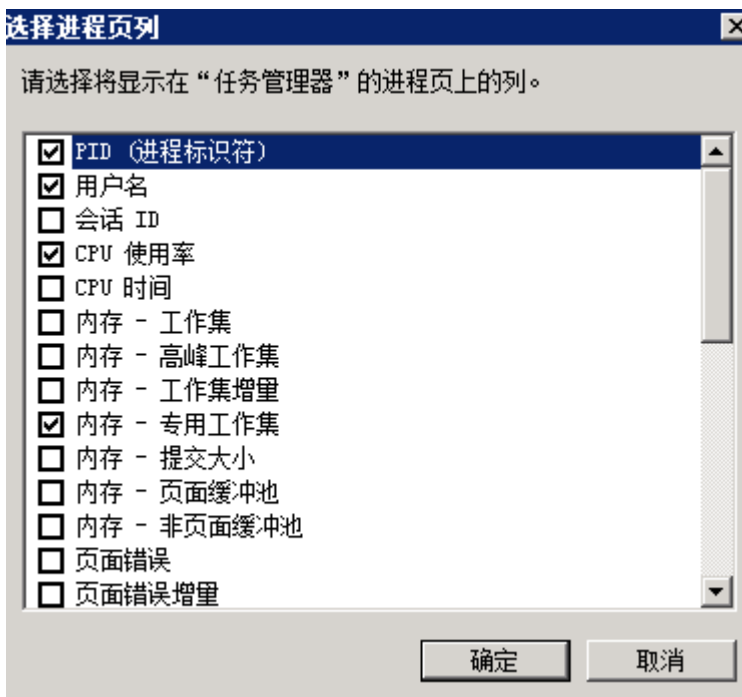 选择进程页列
请选择将显示在“任务管理器”的进程页上的列。
PID (进程标识符)
用户名
会话 ID
CPU 使用率
CPU 时间
内存 - 工作集
内存 - 高峰工作集
内存 - 工作集增量
内存 - 专用工作集
内存 - 提交大小
内存 - 页面缓冲池
内存 - 非页面缓冲池
页面错误
页面错误增量
确定 取消